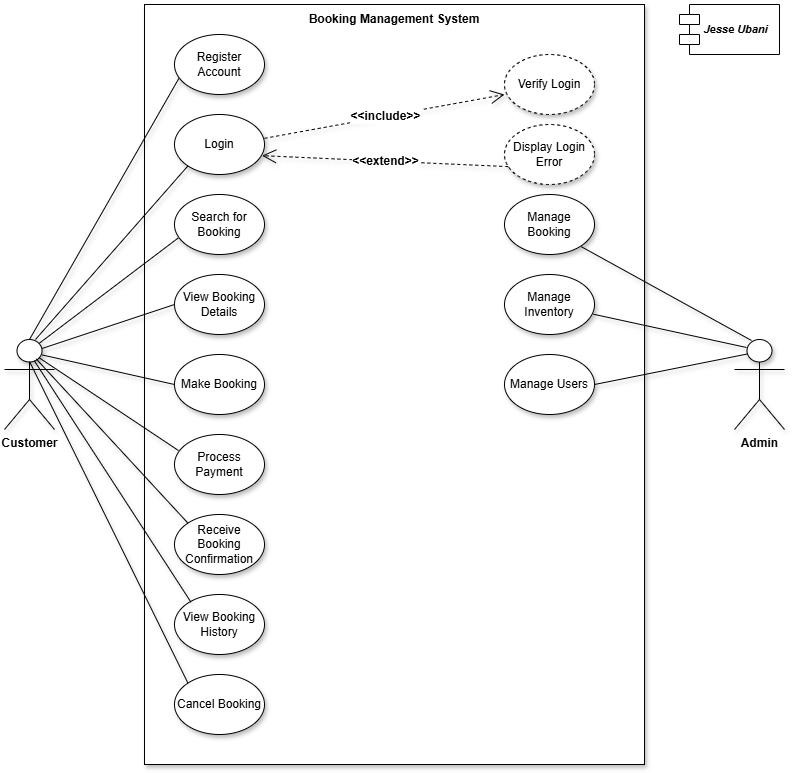 Booking Management System
Jesse Ubani
Register
Account
Verify Login
<<include>>
Login
Display Login
Error
<<extend>>
Search for
Booking
Manage
Booking
View Booking
Details
Manage
Inventory
Make Booking
Manage Users
Customer
Admin
Process
Payment
Receive
Booking
Confirmation
View Booking
History
Cancel Booking